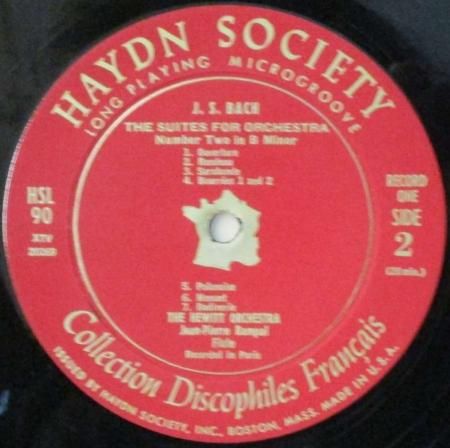 HAYDN SOCIETY
LONG PLAYING MICROGROOVE
J. S. BACH
THE SUITES FOR ORCHESTRA
Number Two in B Minor
1. Ouverture
2. Rondeau
3. Sarabande
4. Bourrées 1 and 2
HSL
90
XTV
RECORD
ONE
SIDE
2
5. Polonaise
6. Menuet
7. Badinerie
THE HEWITT ORCHESTRA
Jean-Pierre Rampal
Flute
Recorded in Paris
Collection Discophiles Français
ISSUED BY HAYDN SOCIETY, INC., BOSTON, MASS. MADE IN U.S.A.